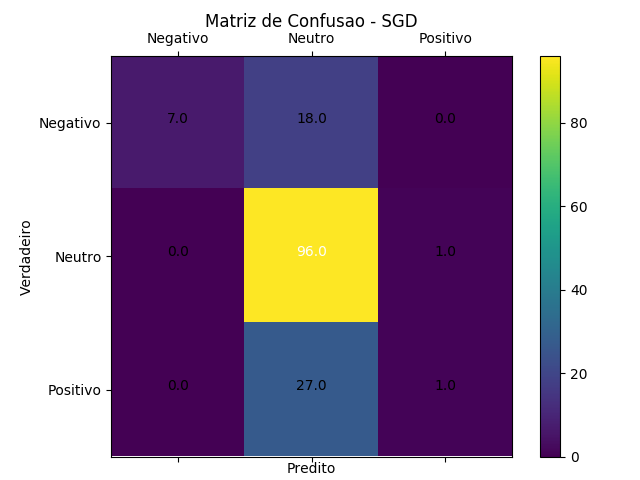 Matriz de Confusao - SGD
Negativo Neutro Positivo
Negativo 7.0 18.0 0.0
80
60
Verdadeiro
Neutro 0.0 96.0 1.0
40
Positivo 0.0 27.0 1.0
20
0
Predito